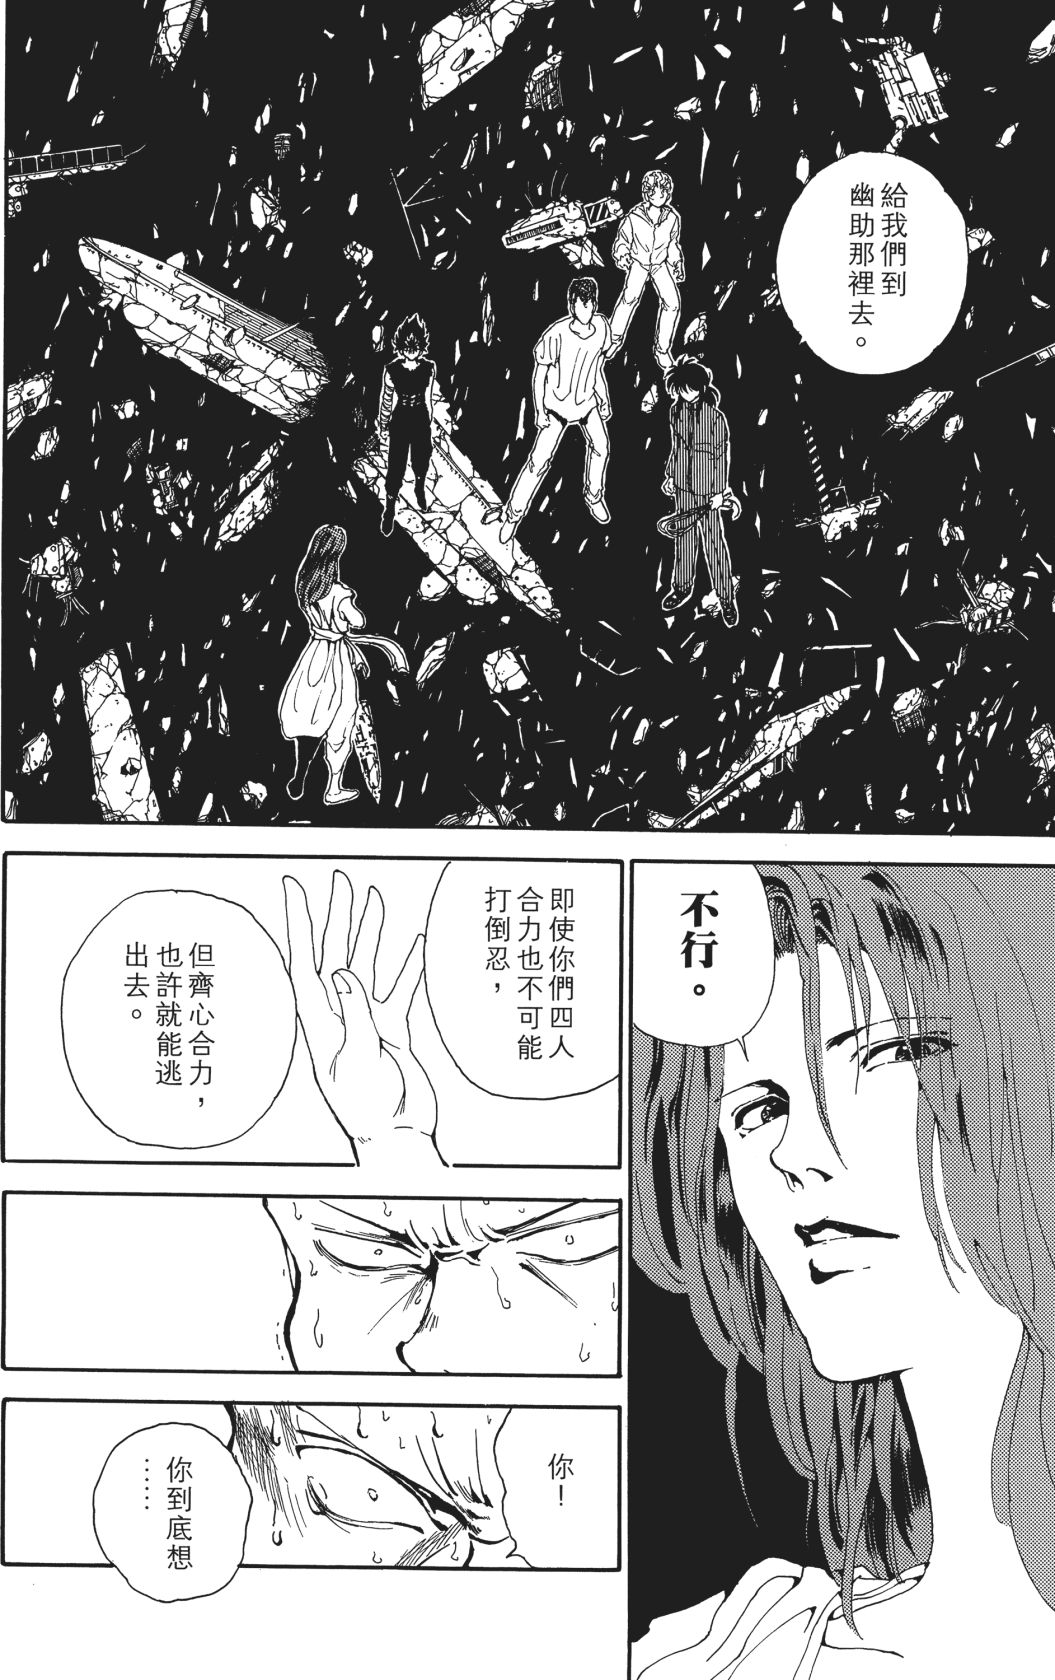 給我們到
幽助那裡去。
不行。
即使你們四人
合力也不可能
打倒忍，
但齊心合力，
也許就能逃
出去。
你！
你到底想
……